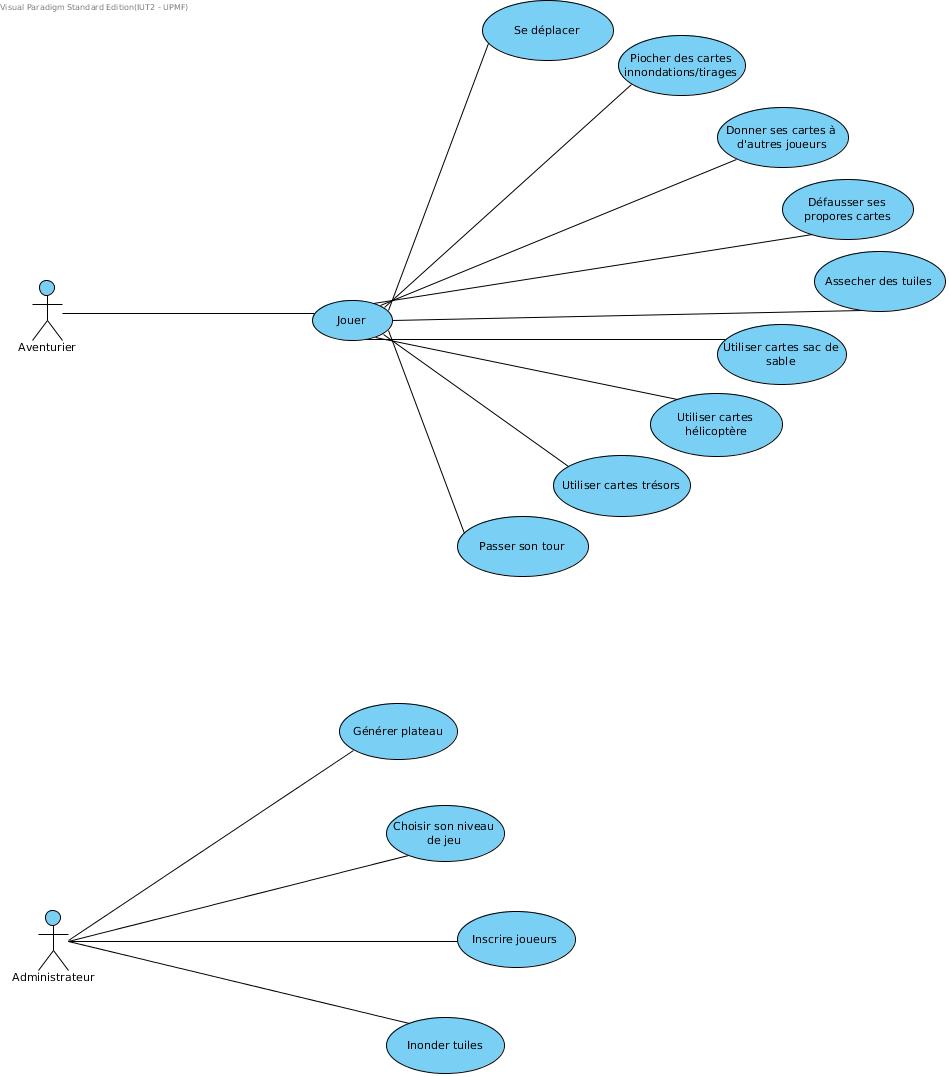 Visual Paradigm Standard Edition(IUT2 - UPMF)
Se déplacer
Piocher des cartes
innondations/tirages
Donner ses cartes à
d'autres joueurs
Défausser ses
propores cartes
Assecher des tuiles
Aventurier
Jouer
Utiliser cartes sac de
sable
Utiliser cartes
hélicoptère
Utiliser cartes trésors
Passer son tour
Générer plateau
Choisir son niveau
de jeu
Inscrire joueurs
Administrateur
Inonder tuiles